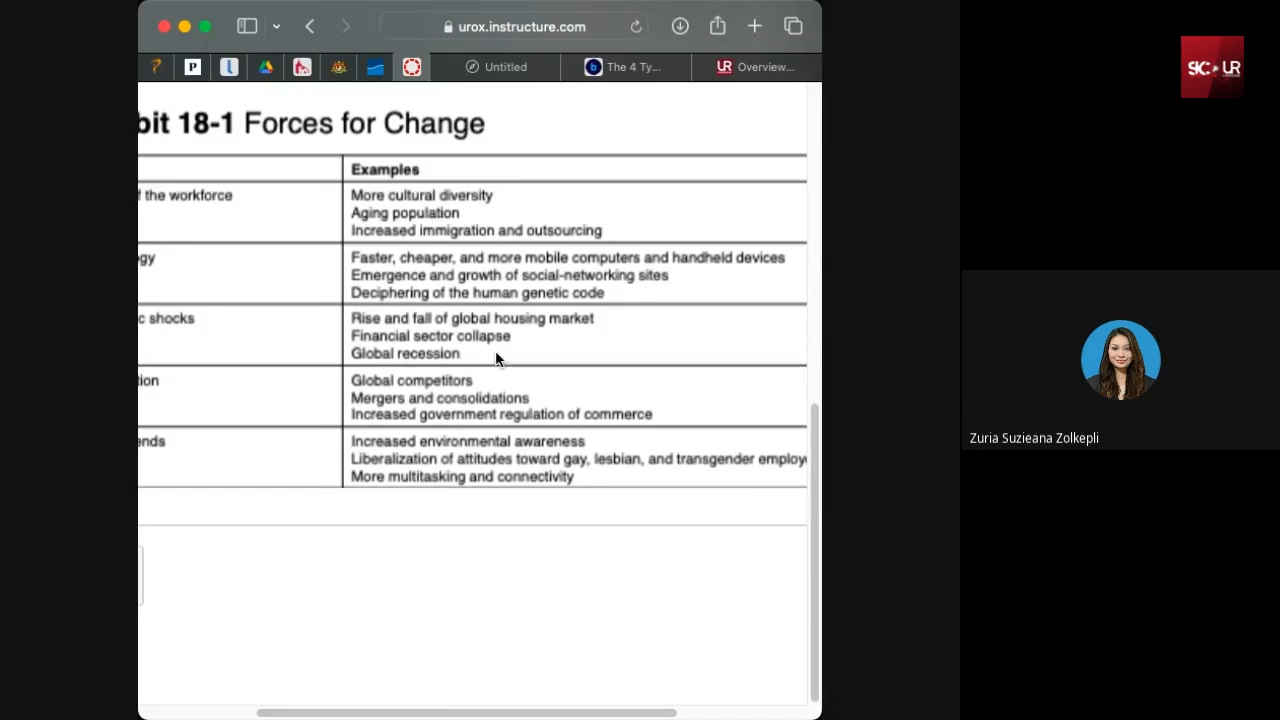 urox.instructure.com
Untitled
The 4 Ty...
UR Overview...
bit 18-1 Forces for Change
Examples
f the workforce
More cultural diversity
Aging population
Increased immigration and outsourcing
gy
Faster, cheaper, and more mobile computers and handheld devices
Emergence and growth of social-networking sites
Deciphering of the human genetic code
c shocks
Rise and fall of global housing market
Financial sector collapse
Global recession
tion
Global competitors
Mergers and consolidations
Increased government regulation of commerce
ends
Increased environmental awareness
Liberalization of attitudes toward gay, lesbian, and transgender employ
More multitasking and connectivity
Zuria Suzieana Zolkepli